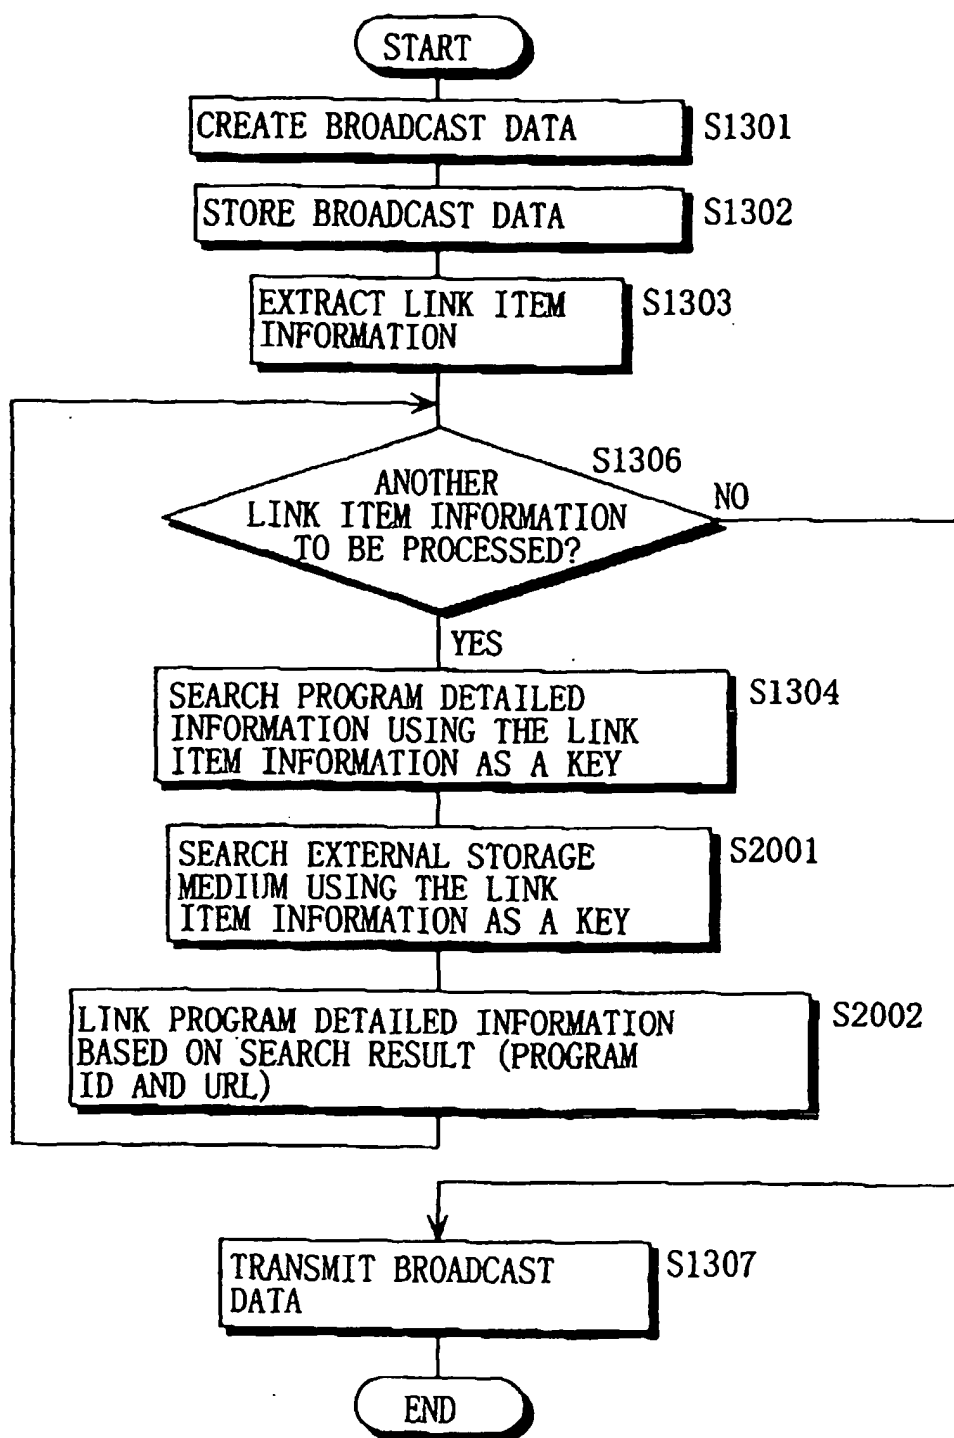 START
CREATE BROADCAST DATA
S1301
STORE BROADCAST DATA
S1302
EXTRACT LINK ITEM
INFORMATION
S1303
S1306
ANOTHER
LINK ITEM INFORMATION
TO BE PROCESSED?
NO
YES
SEARCH PROGRAM DETAILED
INFORMATION USING THE LINK
ITEM INFORMATION AS A KEY
S1304
SEARCH EXTERNAL STORAGE
MEDIUM USING THE LINK
ITEM INFORMATION AS A KEY
S2001
LINK PROGRAM DETAILED INFORMATION
BASED ON SEARCH RESULT (PROGRAM
ID AND URL)
S2002
TRANSMIT BROADCAST
DATA
S1307
END